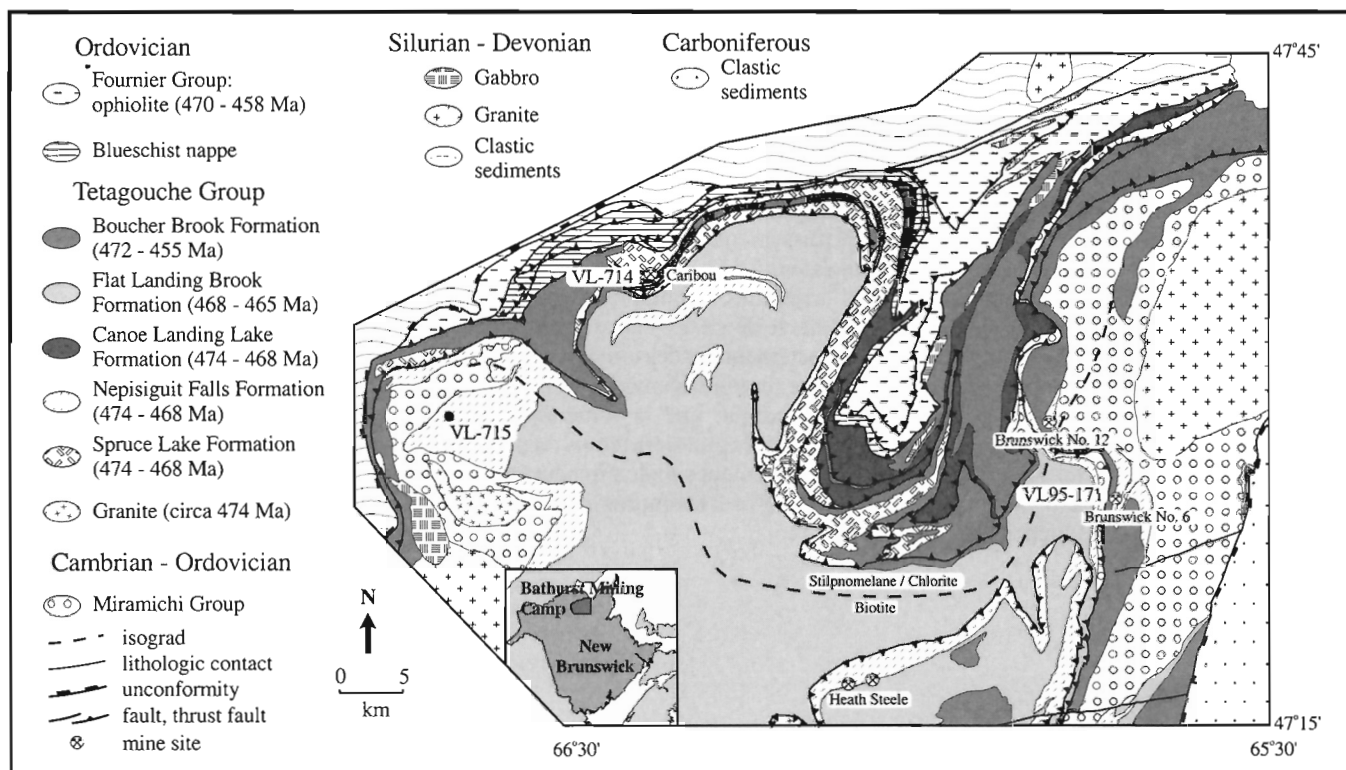 Ordovician
Fournier Group:
ophiolite (470 - 458 Ma)
Blueschist nappe
Tetagouche Group
Boucher Brook Formation
(472 - 455 Ma)
Flat Landing Brook
Formation (468 - 465 Ma)
Canoe Landing Lake
Formation (474 - 468 Ma)
Nepisiguit Falls Formation
(474 - 468 Ma)
Spruce Lake Formation
(474 - 468 Ma)
Granite (circa 474 Ma)
Cambrian - Ordovician
Miramichi Group
isograd
lithologic contact
unconformity
fault, thrust fault
mine site
Silurian - Devonian
Gabbro
Granite
Clastic
sediments
Carboniferous
Clastic
sediments
47°45'
VL-714
Caribou
VL-715
Brunswick No. 12
VL95-171
Brunswick No. 6
Stilpnomelane / Chlorite
Biotite
Heath Steele
N
0 5
km
Bathurst Mining
Camp
New
Brunswick
47°15'
66°30'
65°30'